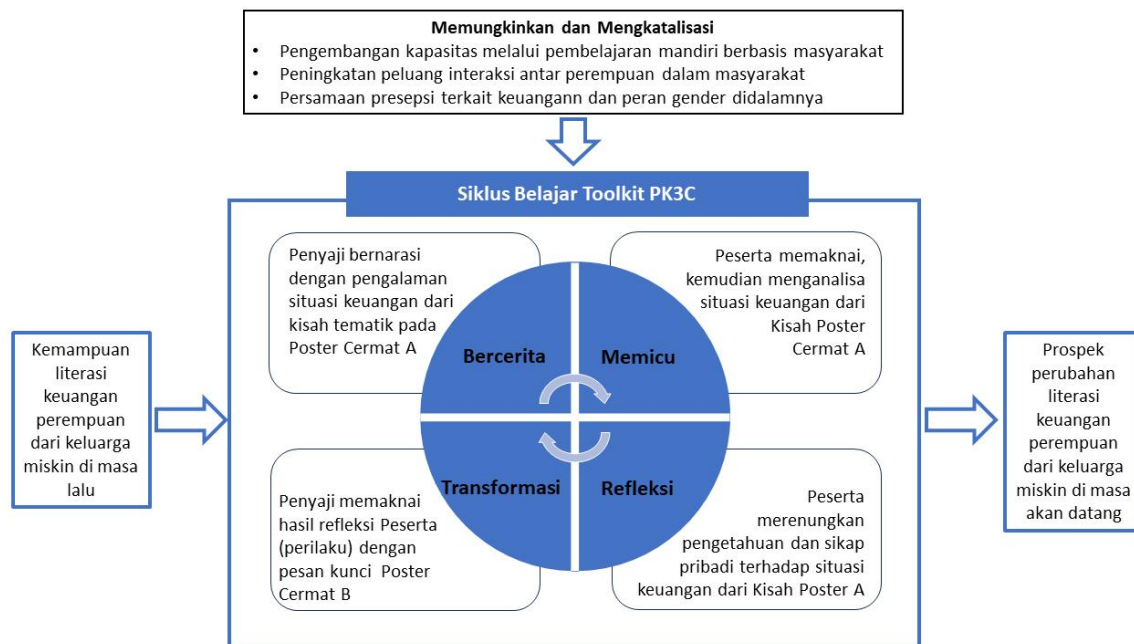 Memungkinkan dan Mengkatalisasi
• Pengembangan kapasitas melalui pembelajaran mandiri berbasis masyarakat
• Peningkatan peluang interaksi antar perempuan dalam masyarakat
• Persamaan presepsi terkait keuangann dan peran gender didalamnya
Siklus Belajar Toolkit PK3C
Kemampuan
literasi
keuangan
perempuan
dari keluarga
miskin di masa
lalu
Penyaji bernarasi
dengan pengalaman
situasi keuangan dari
kisah tematik pada
Poster Cermat A
Bercerita
Memicu
Peserta memaknai,
kemudian menganalisa
situasi keuangan dari
Kisah Poster
Cermat A
Penyaji memaknai
hasil refleksi Peserta
(perilaku) dengan
pesan kunci Poster
Cermat B
Transformasi
Refleksi
Peserta
merenungkan
pengetahuan dan sikap
pribadi terhadap situasi
keuangan dari Kisah Poster A
Prospek
perubahan
literasi
keuangan
perempuan
dari keluarga
miskin di masa
akan datang